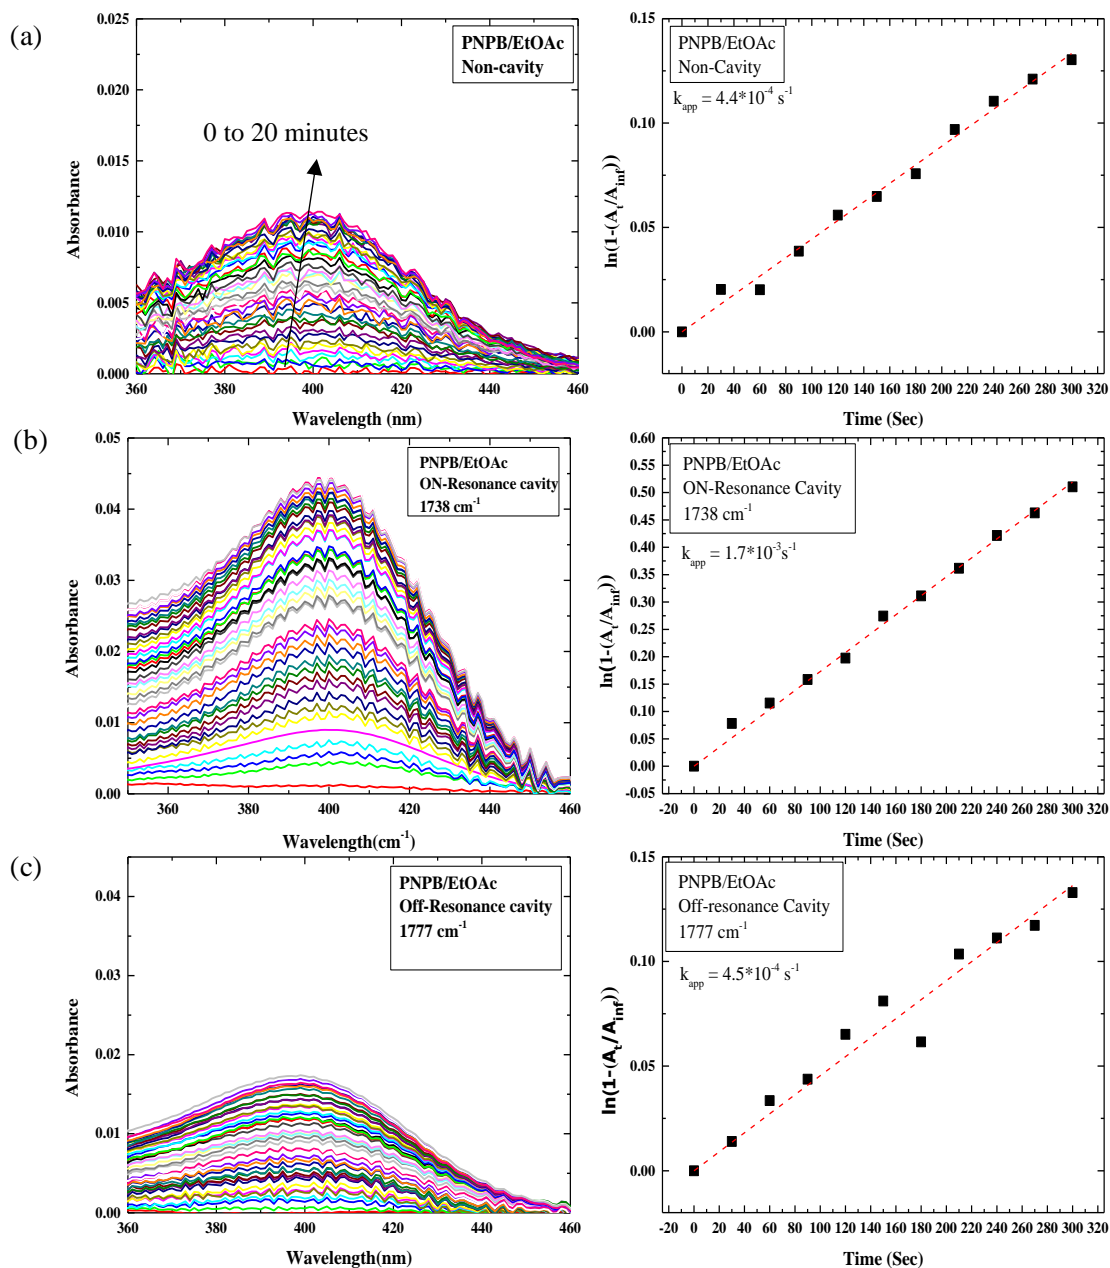 (a)
0.025
0.020
0.015
0.010
0.005
0.000
Absorbance
PNPB/EtOAc
Non-cavity
0 to 20 minutes
360 380 400 420 440 460
Wavelength (nm)
0.15
0.10
0.05
0.00
ln(1-(A_t/A_inf))
PNPB/EtOAc
Non-Cavity
k_app = 4.4*10^-4 s^-1
0 20 40 60 80 100 120 140 160 180 200 220 240 260 280 300 320
Time (Sec)
(b)
0.05
0.04
0.03
0.02
0.01
0.00
Absorbance
PNPB/EtOAc
ON-Resonance cavity
1738 cm^-1
360 380 400 420 440 460
Wavelength(cm^-1)
0.60
0.55
0.50
0.45
0.40
0.35
0.30
0.25
0.20
0.15
0.10
0.05
0.00
-0.05
ln(1-(A_t/A_inf))
PNPB/EtOAc
ON-Resonance Cavity
1738 cm^-1
k_app = 1.7*10^-3s^-1
-20 0 20 40 60 80 100 120 140 160 180 200 220 240 260 280 300 320
Time (Sec)
(c)
0.04
0.03
0.02
0.01
0.00
Absorbance
PNPB/EtOAc
Off-Resonance cavity
1777 cm^-1
360 380 400 420 440 460
Wavelength(nm)
0.15
0.10
0.05
0.00
ln(1-(A_t/A_inf))
PNPB/EtOAc
Off-resonance Cavity
1777 cm^-1
k_app = 4.5*10^-4 s^-1
-20 0 20 40 60 80 100 120 140 160 180 200 220 240 260 280 300 320
Time (Sec)